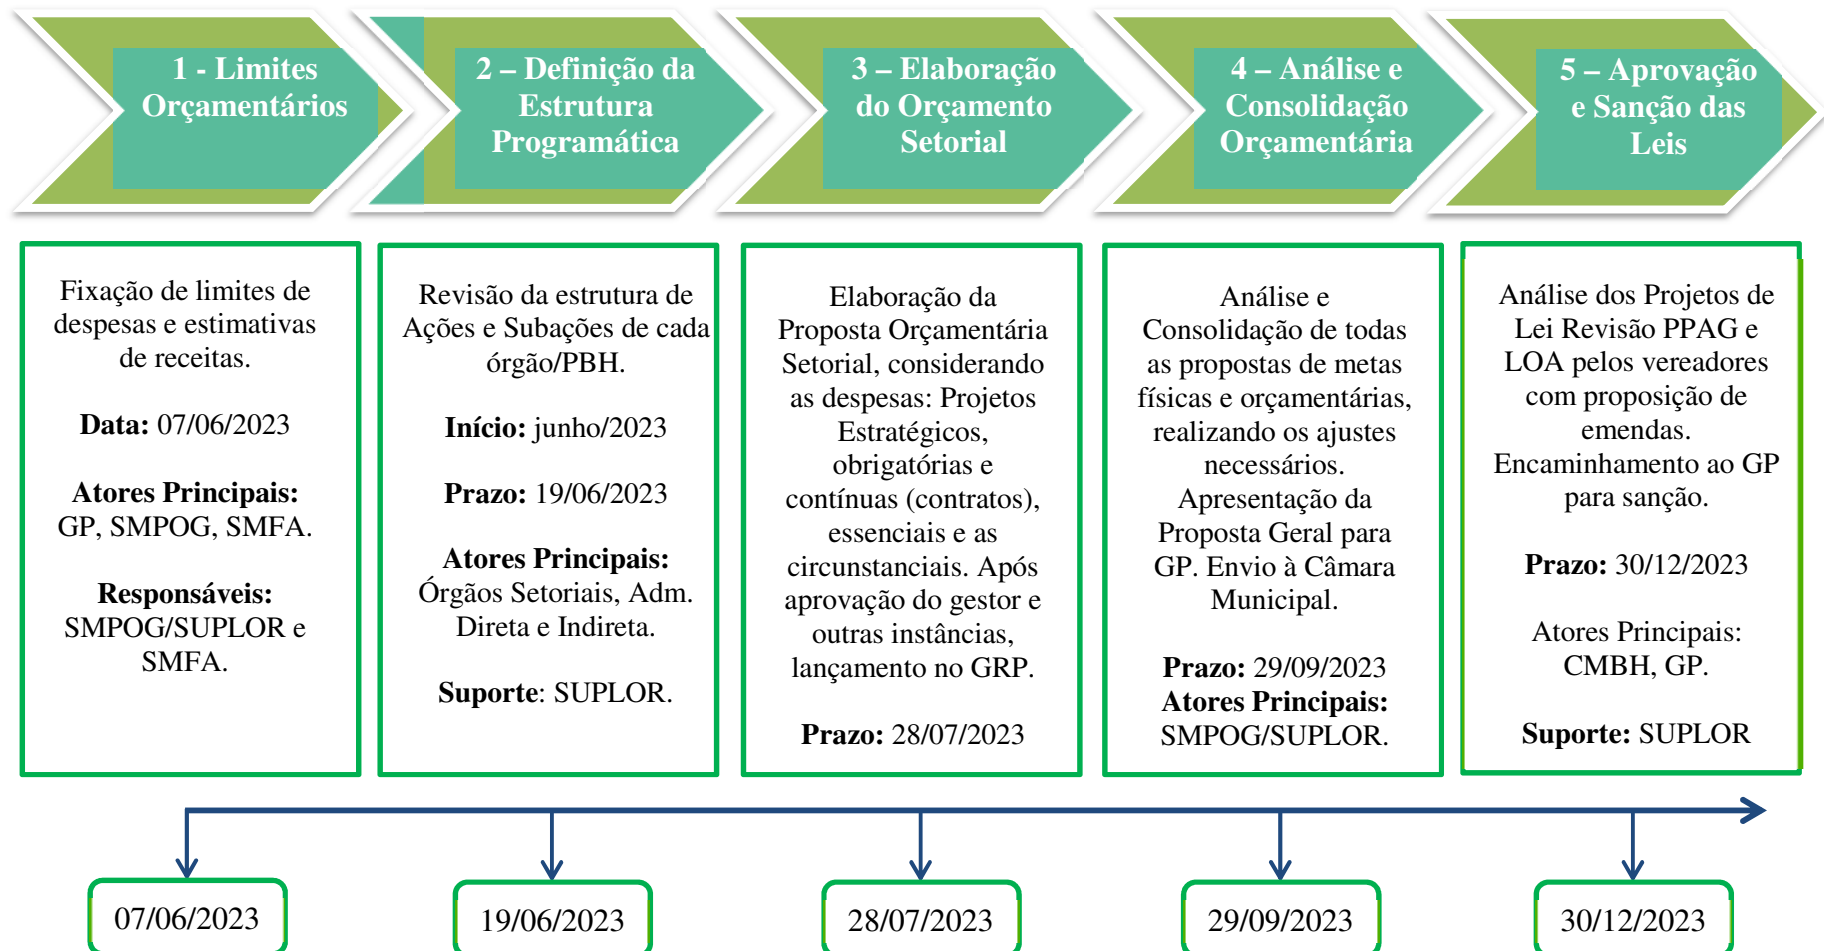 1 - Limites
Orçamentários
2 – Definição da
Estrutura
Programática
3 – Elaboração
do Orçamento
Setorial
4 – Análise e
Consolidação
Orçamentária
5 – Aprovação
e Sanção das
Leis
Fixação de limites de
despesas e estimativas
de receitas.
Data: 07/06/2023
Atores Principais:
GP, SMPOG, SMFA.
Responsáveis:
SMPOG/SUPLOR e
SMFA.
Revisão da estrutura de
Ações e Subações de cada
órgão/PBH.
Início: junho/2023
Prazo: 19/06/2023
Atores Principais:
Órgãos Setoriais, Adm.
Direta e Indireta.
Suporte: SUPLOR.
Elaboração da
Proposta Orçamentária
Setorial, considerando
as despesas: Projetos
Estratégicos,
obrigatórias e
contínuas (contratos),
essenciais e as
circunstanciais. Após
aprovação do gestor e
outras instâncias,
lançamento no GRP.
Prazo: 28/07/2023
Análise e
Consolidação de todas
as propostas de metas
físicas e orçamentárias,
realizando os ajustes
necessários.
Apresentação da
Proposta Geral para
GP. Envio à Câmara
Municipal.
Prazo: 29/09/2023
Atores Principais:
SMPOG/SUPLOR.
Análise dos Projetos de
Lei Revisão PPAG e
LOA pelos vereadores
com proposição de
emendas.
Encaminhamento ao GP
para sanção.
Prazo: 30/12/2023
Atores Principais:
CMBH, GP.
Suporte: SUPLOR
07/06/2023
19/06/2023
28/07/2023
29/09/2023
30/12/2023